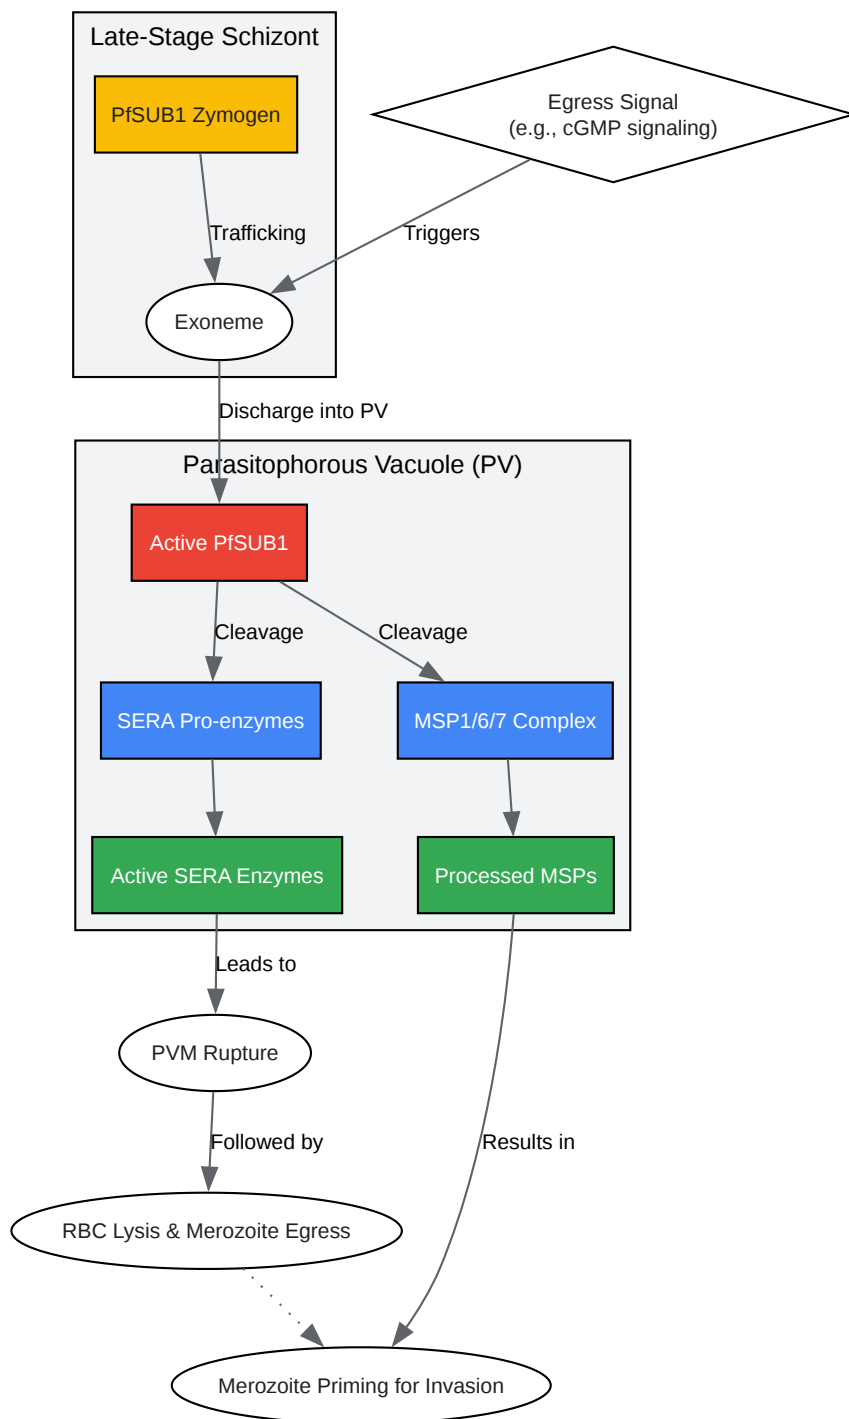 Late-Stage Schizont
PfSUB1 Zymogen
Egress Signal
(e.g., cGMP signaling)
Trafficking
Triggers
Exoneme
Discharge into PV
Parasitophorous Vacuole (PV)
Active PfSUB1
Cleavage
Cleavage
SERA Pro-enzymes
MSP1/6/7 Complex
Active SERA Enzymes
Processed MSPs
Leads to
PVM Rupture
Followed by
Results in
RBC Lysis & Merozoite Egress
Merozoite Priming for Invasion